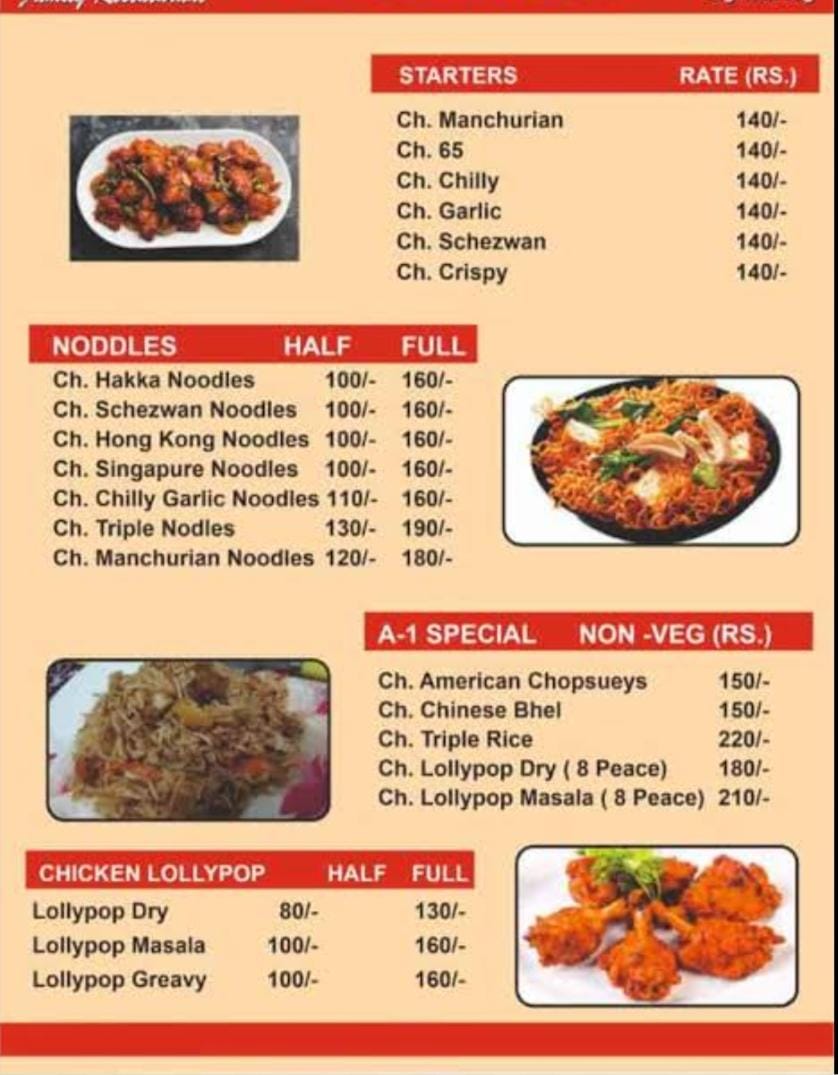 STARTERS RATE (RS.)
Ch. Manchurian 140/-
Ch. 65 140/-
Ch. Chilly 140/-
Ch. Garlic 140/-
Ch. Schezwan 140/-
Ch. Crispy 140/-
NODDLES HALF FULL
Ch. Hakka Noodles 100/- 160/-
Ch. Schezwan Noodles 100/- 160/-
Ch. Hong Kong Noodles 100/- 160/-
Ch. Singapure Noodles 100/- 160/-
Ch. Chilly Garlic Noodles 110/- 160/-
Ch. Triple Nodles 130/- 190/-
Ch. Manchurian Noodles 120/- 180/-
A-1 SPECIAL NON -VEG (RS.)
Ch. American Chopsueys 150/-
Ch. Chinese Bhel 150/-
Ch. Triple Rice 220/-
Ch. Lollypop Dry ( 8 Peace) 180/-
Ch. Lollypop Masala ( 8 Peace) 210/-
CHICKEN LOLLYPOP HALF FULL
Lollypop Dry 80/- 130/-
Lollypop Masala 100/- 160/-
Lollypop Greavy 100/- 160/-